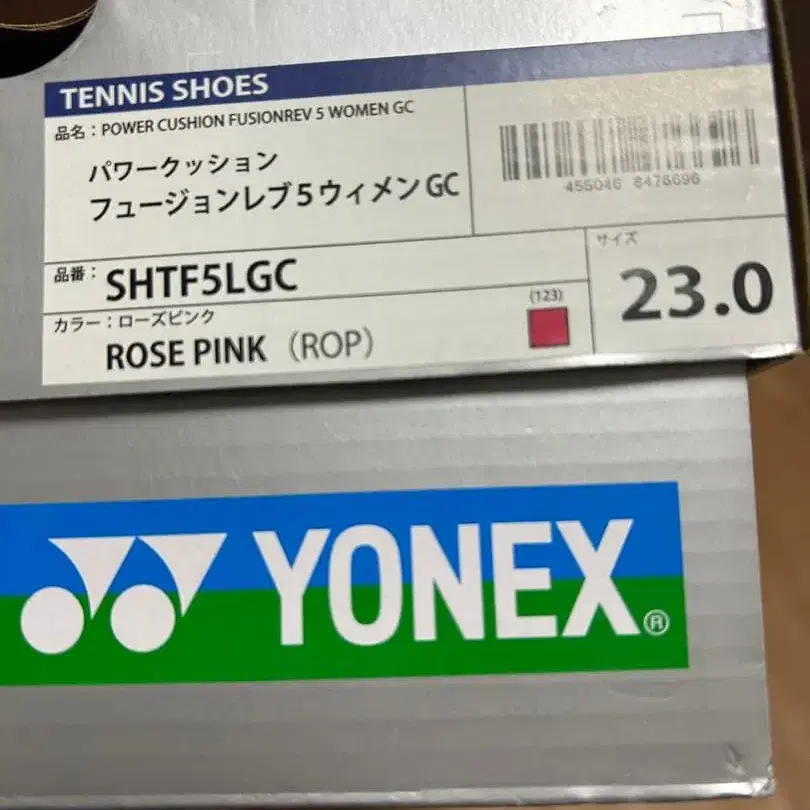 TENNIS SHOES
品名：POWER CUSHION FUSIONREV 5 WOMEN GC
パワークッション
フュージョンレブ５ウィメンGC
455046 8476696
品番：SHTF5LGC
サイズ
23.0
カラー：ローズピンク
(123)
ROSE PINK（ROP）
YONEX®